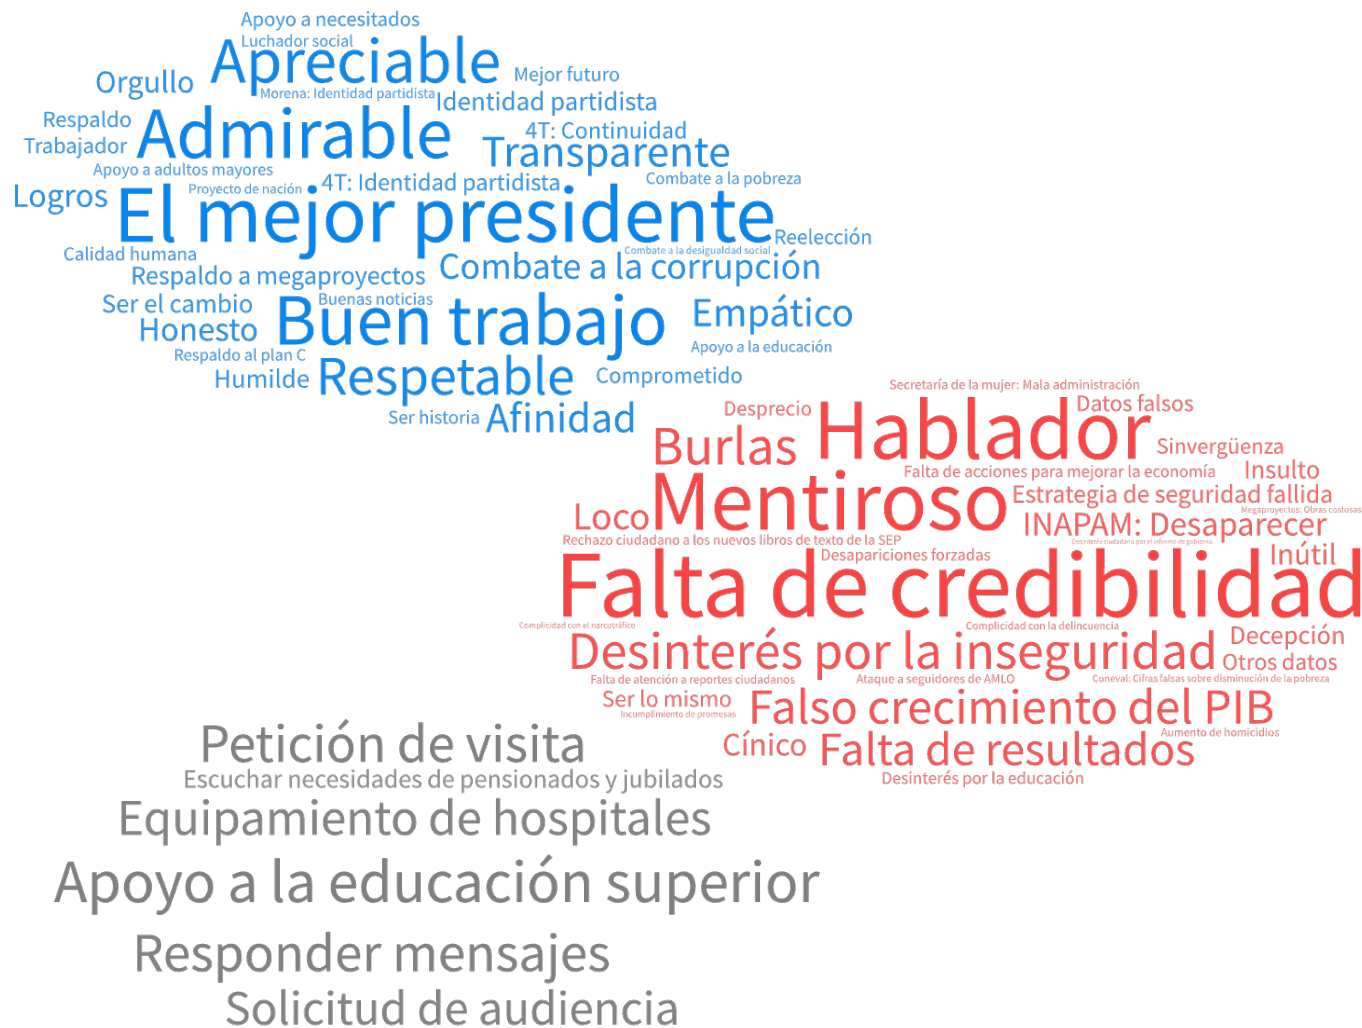 Apoyo a necesitados
Luchador social
Apreciable
Mejor futuro
Orgullo
Morena: Identidad partidista
Identidad partidista
Respaldo
Admirable
4T: Continuidad
Trabajador
Transparente
Apoyo a adultos mayores
Combate a la pobreza
Logros
Proyecto de nación
4T: Identidad partidista
El mejor presidente
Reelección
Calidad humana
Combate a la desigualdad social
Respaldo a megaproyectos
Combate a la corrupción
Ser el cambio
Buenas noticias
Honesto
Buen trabajo
Empático
Respaldo al plan C
Apoyo a la educación
Humilde
Respetable
Comprometido
Ser historia
Afinidad
Secretaría de la mujer: Mala administración
Desprecio
Hablador
Datos falsos
Burlas
Sinvergüenza
Falta de acciones para mejorar la economía
Insulto
Mentiroso
Estrategia de seguridad fallida
Megaproyectos: Obras costosas
Loco
INAPAM: Desaparecer
Rechazo ciudadano a los nuevos libros de texto de la SEP
Desinterés ciudadano por el informe de gobierno
Desapariciones forzadas
Inútil
Falta de credibilidad
Complicidad con el narcotráfico
Complicidad con la delincuencia
Desinterés por la inseguridad
Decepción
Otros datos
Falta de atención a reportes ciudadanos
Ataque a seguidores de AMLO
Coneval: Cifras falsas sobre disminución de la pobreza
Ser lo mismo
Incumplimiento de promesas
Falso crecimiento del PIB
Aumento de homicidios
Cínico
Falta de resultados
Desinterés por la educación
Petición de visita
Escuchar necesidades de pensionados y jubilados
Equipamiento de hospitales
Apoyo a la educación superior
Responder mensajes
Solicitud de audiencia